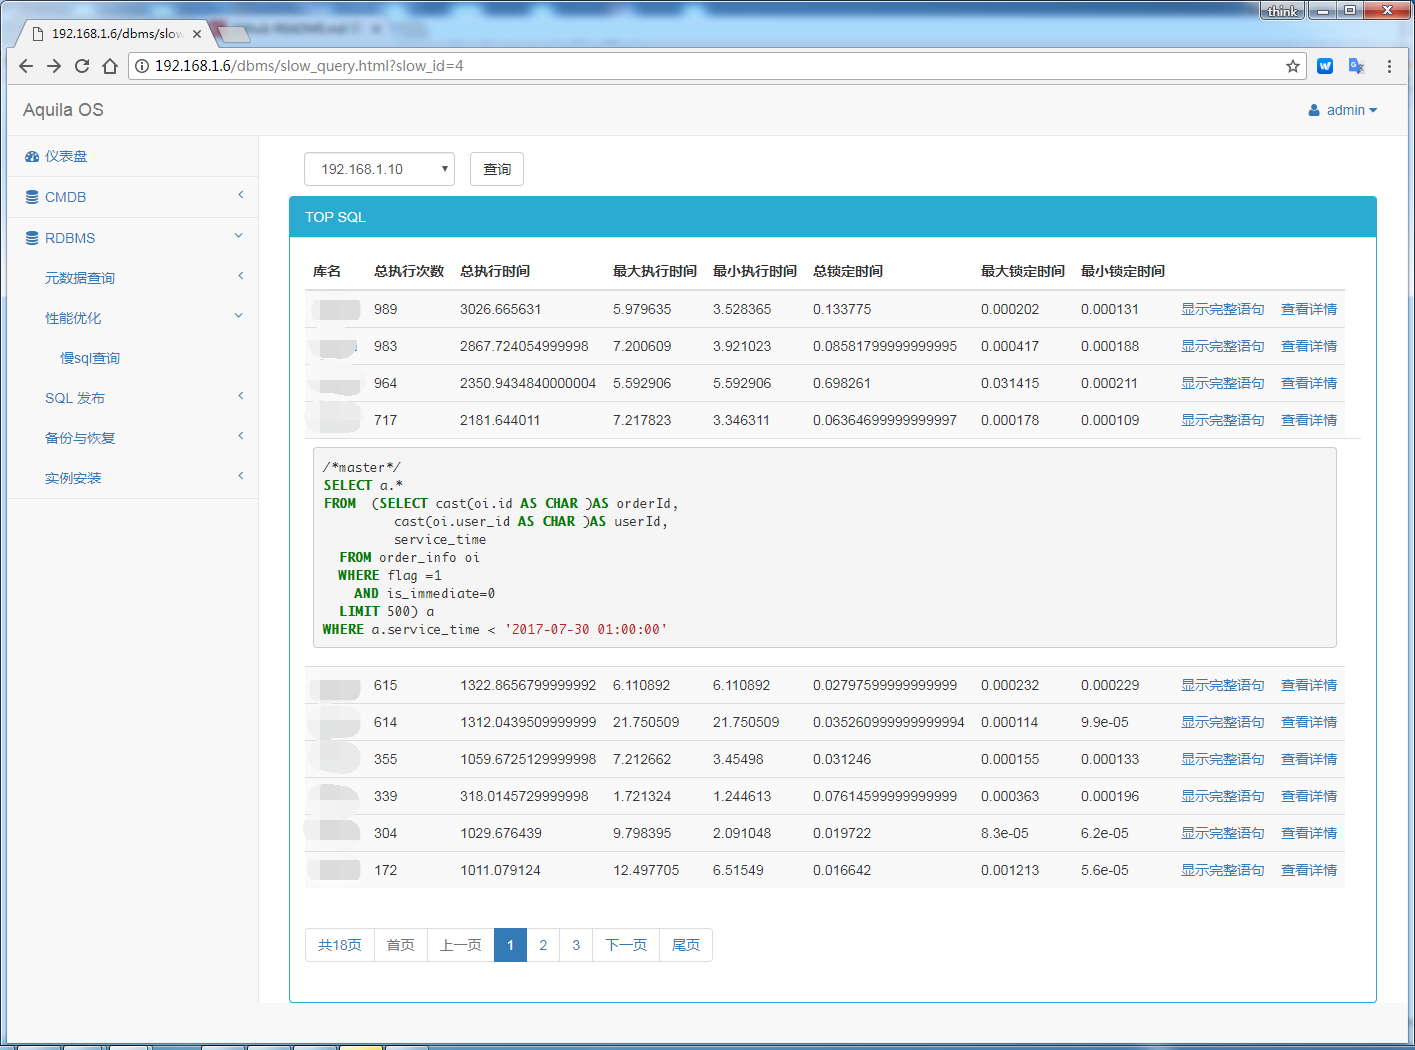 think
192.168.1.6/dbms/slow
192.168.1.6/dbms/slow_query.html?slow_id=4
Aquila OS
admin
仪表盘
CMDB
RDBMS
元数据查询
性能优化
慢sql查询
SQL 发布
备份与恢复
实例安装
192.168.1.10 查询
TOP SQL
库名 总执行次数 总执行时间 最大执行时间 最小执行时间 总锁定时间 最大锁定时间 最小锁定时间
989 3026.665631 5.979635 3.528365 0.133775 0.000202 0.000131 显示完整语句 查看详情
983 2867.724054999998 7.200609 3.921023 0.08581799999999995 0.000417 0.000188 显示完整语句 查看详情
964 2350.9434840000004 5.592906 5.592906 0.698261 0.031415 0.000211 显示完整语句 查看详情
717 2181.644011 7.217823 3.346311 0.06364699999999997 0.000178 0.000109 显示完整语句 查看详情
/*master*/
SELECT a.*
FROM  (SELECT cast(oi.id AS CHAR )AS orderId,
cast(oi.user_id AS CHAR )AS userId,
service_time
FROM order_info oi
WHERE flag =1
AND is_immediate=0
LIMIT 500) a
WHERE a.service_time < '2017-07-30 01:00:00'
615 1322.8656799999992 6.110892 6.110892 0.02797599999999999 0.000232 0.000229 显示完整语句 查看详情
614 1312.0439509999999 21.750509 21.750509 0.035260999999999994 0.000114 9.9e-05 显示完整语句 查看详情
355 1059.6725129999998 7.212662 3.45498 0.031246 0.000155 0.000133 显示完整语句 查看详情
339 318.0145729999998 1.721324 1.244613 0.07614599999999999 0.000363 0.000196 显示完整语句 查看详情
304 1029.676439 9.798395 2.091048 0.019722 8.3e-05 6.2e-05 显示完整语句 查看详情
172 1011.079124 12.497705 6.51549 0.016642 0.001213 5.6e-05 显示完整语句 查看详情
共18页 首页 上一页 1 2 3 下一页 尾页